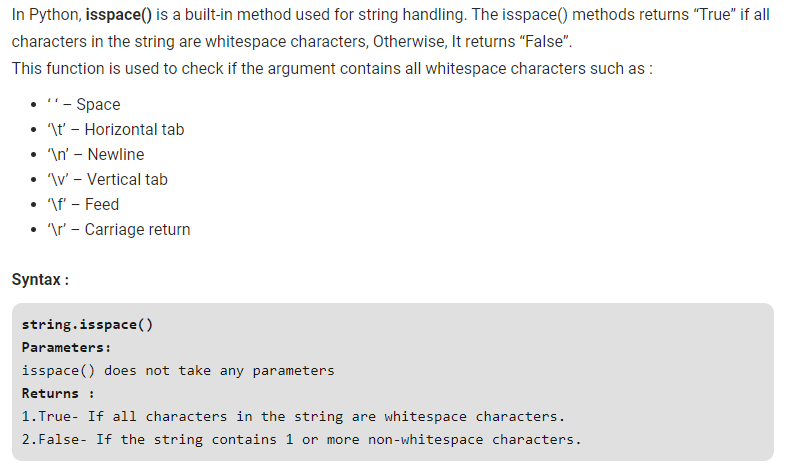 In Python, isspace() is a built-in method used for string handling. The isspace() methods returns “True” if all
characters in the string are whitespace characters, Otherwise, It returns “False”.
This function is used to check if the argument contains all whitespace characters such as :
• ‘ ‘ – Space
• ‘\t’ – Horizontal tab
• ‘\n’ – Newline
• ‘\v’ – Vertical tab
• ‘\f’ – Feed
• ‘\r’ – Carriage return
Syntax :
string.isspace()
Parameters:
isspace() does not take any parameters
Returns :
1.True- If all characters in the string are whitespace characters.
2.False- If the string contains 1 or more non-whitespace characters.